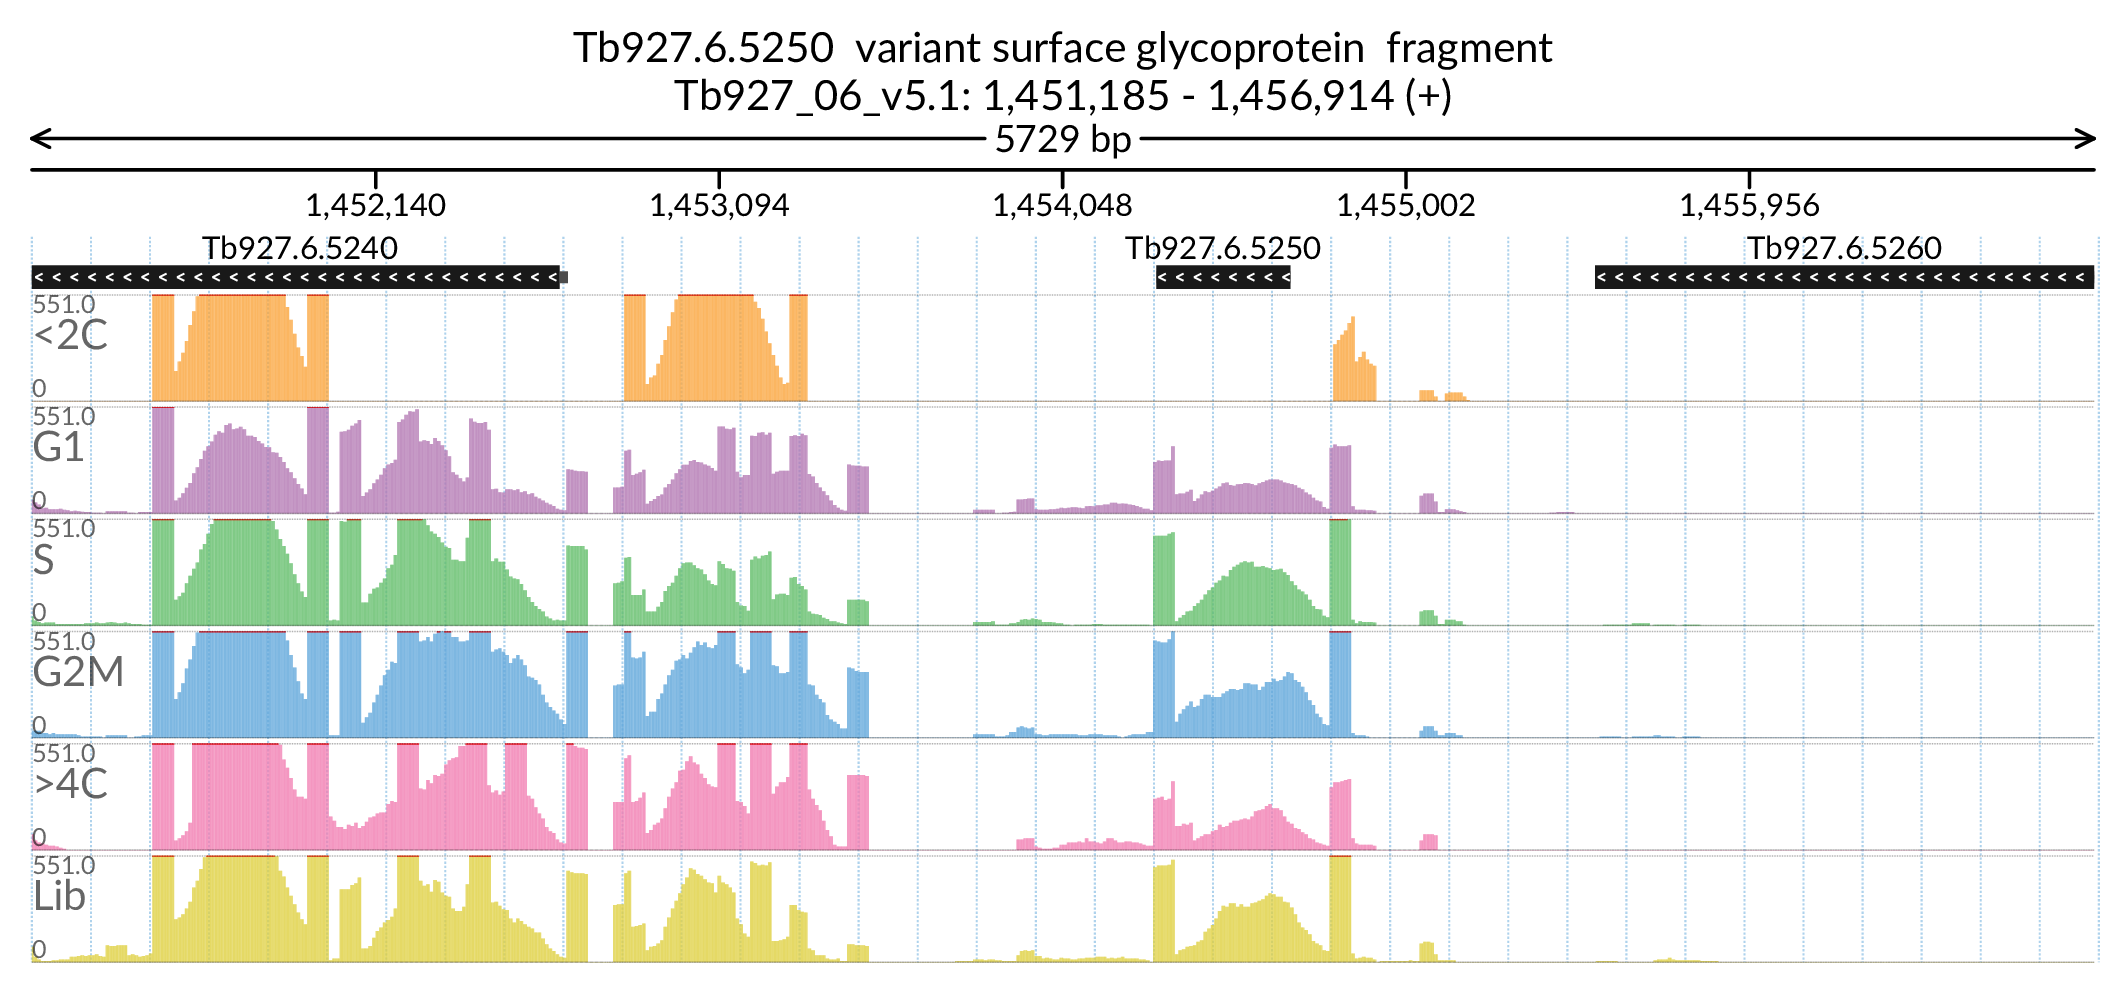 Tb927.6.5250 variant surface glycoprotein fragment
Tb927_06_v5.1: 1,451,185 - 1,456,914 (+)
5729 bp
1,452,140 1,453,094 1,454,048 1,455,002 1,455,956
Tb927.6.5240 Tb927.6.5250 Tb927.6.5260
551.0
<2C
0
551.0
G1
0
551.0
S
0
551.0
G2M
0
551.0
>4C
0
551.0
Lib
0